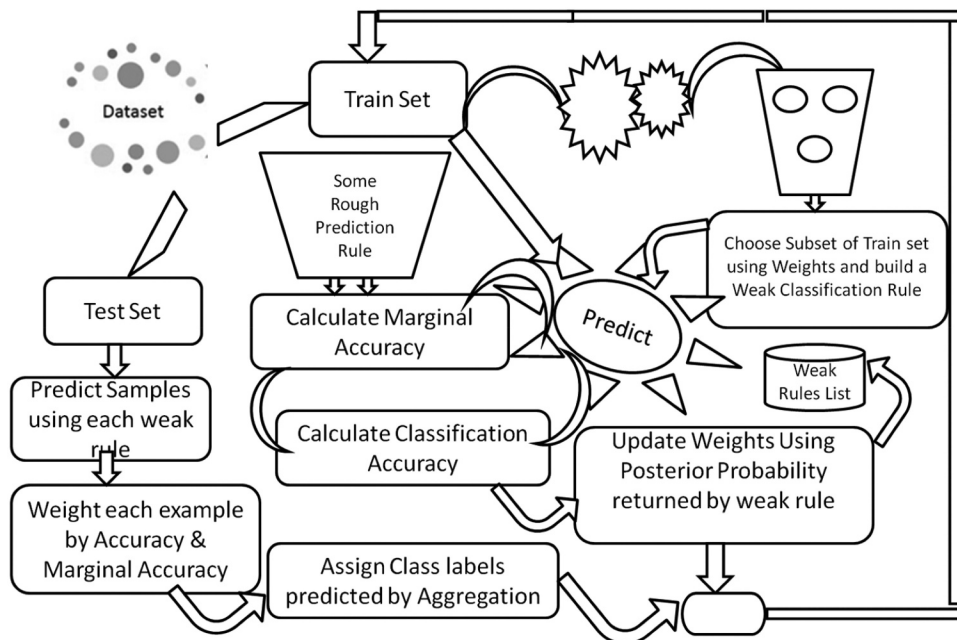 Dataset
Train Set
Some
Rough
Prediction
Rule
Choose Subset of Train set
using Weights and build a
Weak Classification Rule
Test Set
Calculate Marginal
Accuracy
Predict
Weak
Rules List
Predict Samples
using each weak
rule
Calculate Classification
Accuracy
Update Weights Using
Posterior Probability
returned by weak rule
Weight each example
by Accuracy &
Marginal Accuracy
Assign Class labels
predicted by Aggregation